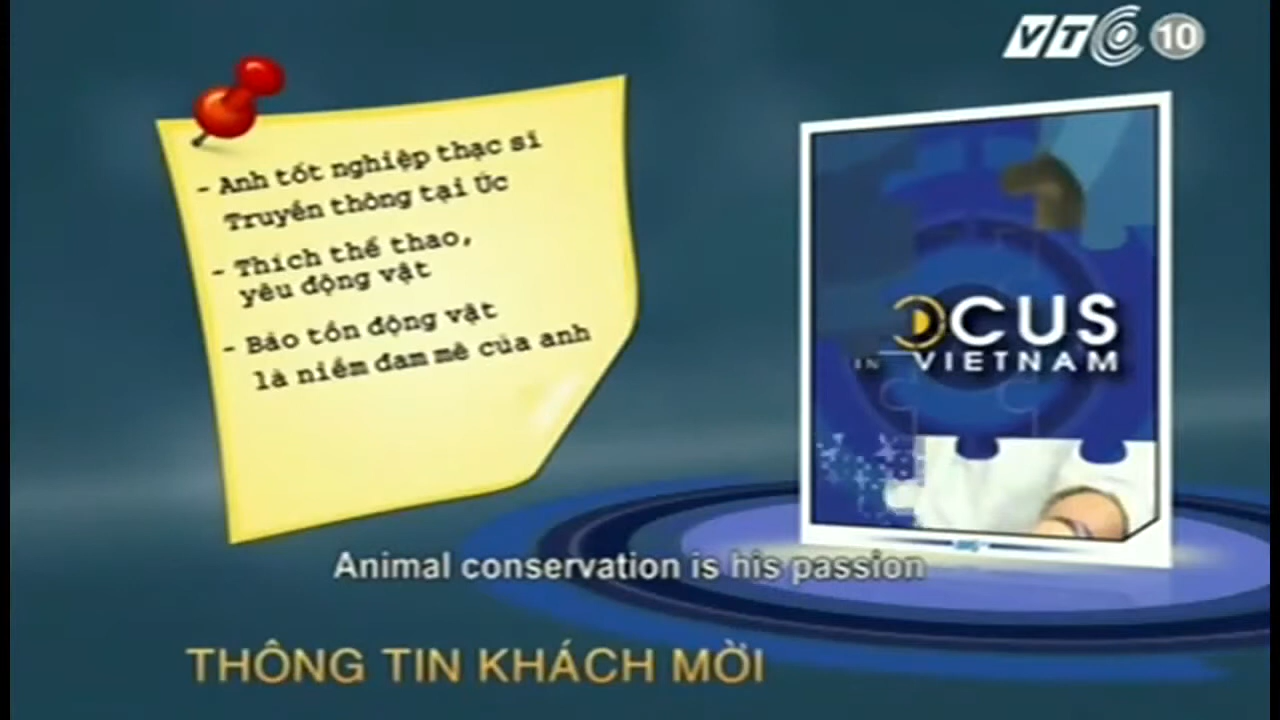 VTC 10
- Anh tốt nghiệp thạc sĩ
Truyền thông tại Úc
- Thích thể thao,
yêu động vật
- Bảo tồn động vật
là niềm đam mê của anh
OCUS
IN VIETNAM
Animal conservation is his passion
THÔNG TIN KHÁCH MỜI